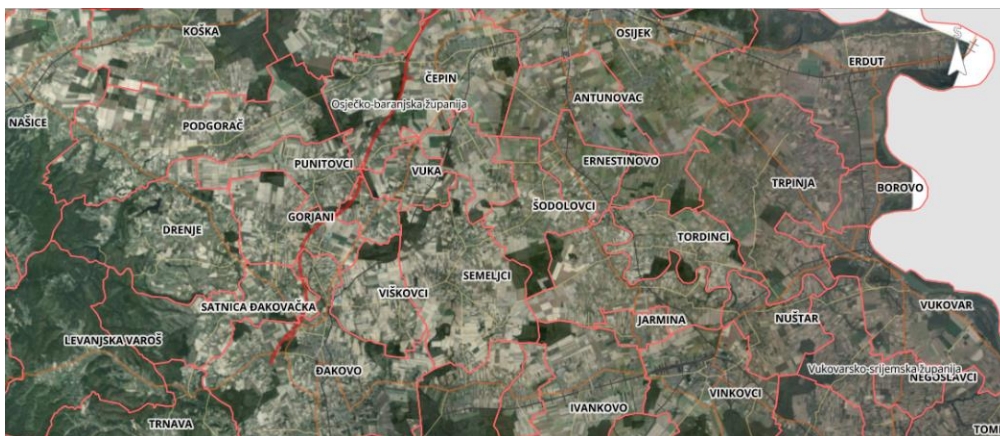 S
KOŠKA
OSIJEK
ERDUT
ČEPIN
ANTUNOVAC
Osječko-baranjska županija
NAŠICE
PODGORAČ
PUNITOVCI
VUKA
ERNESTINOVO
TRPINJA
BOROVO
ŠODOLOVCI
GORJANI
DRENJE
TORDINCI
SEMELJCI
VIŠKOVCI
SATNICA ĐAKOVAČKA
JARMINA
NUŠTAR
VUKOVAR
LEVANJSKA VAROŠ
ĐAKOVO
Vukovarsko-srijemska županija
NEGOSLAVCI
VINKOVCI
IVANKOVO
TRNAVA
TOM